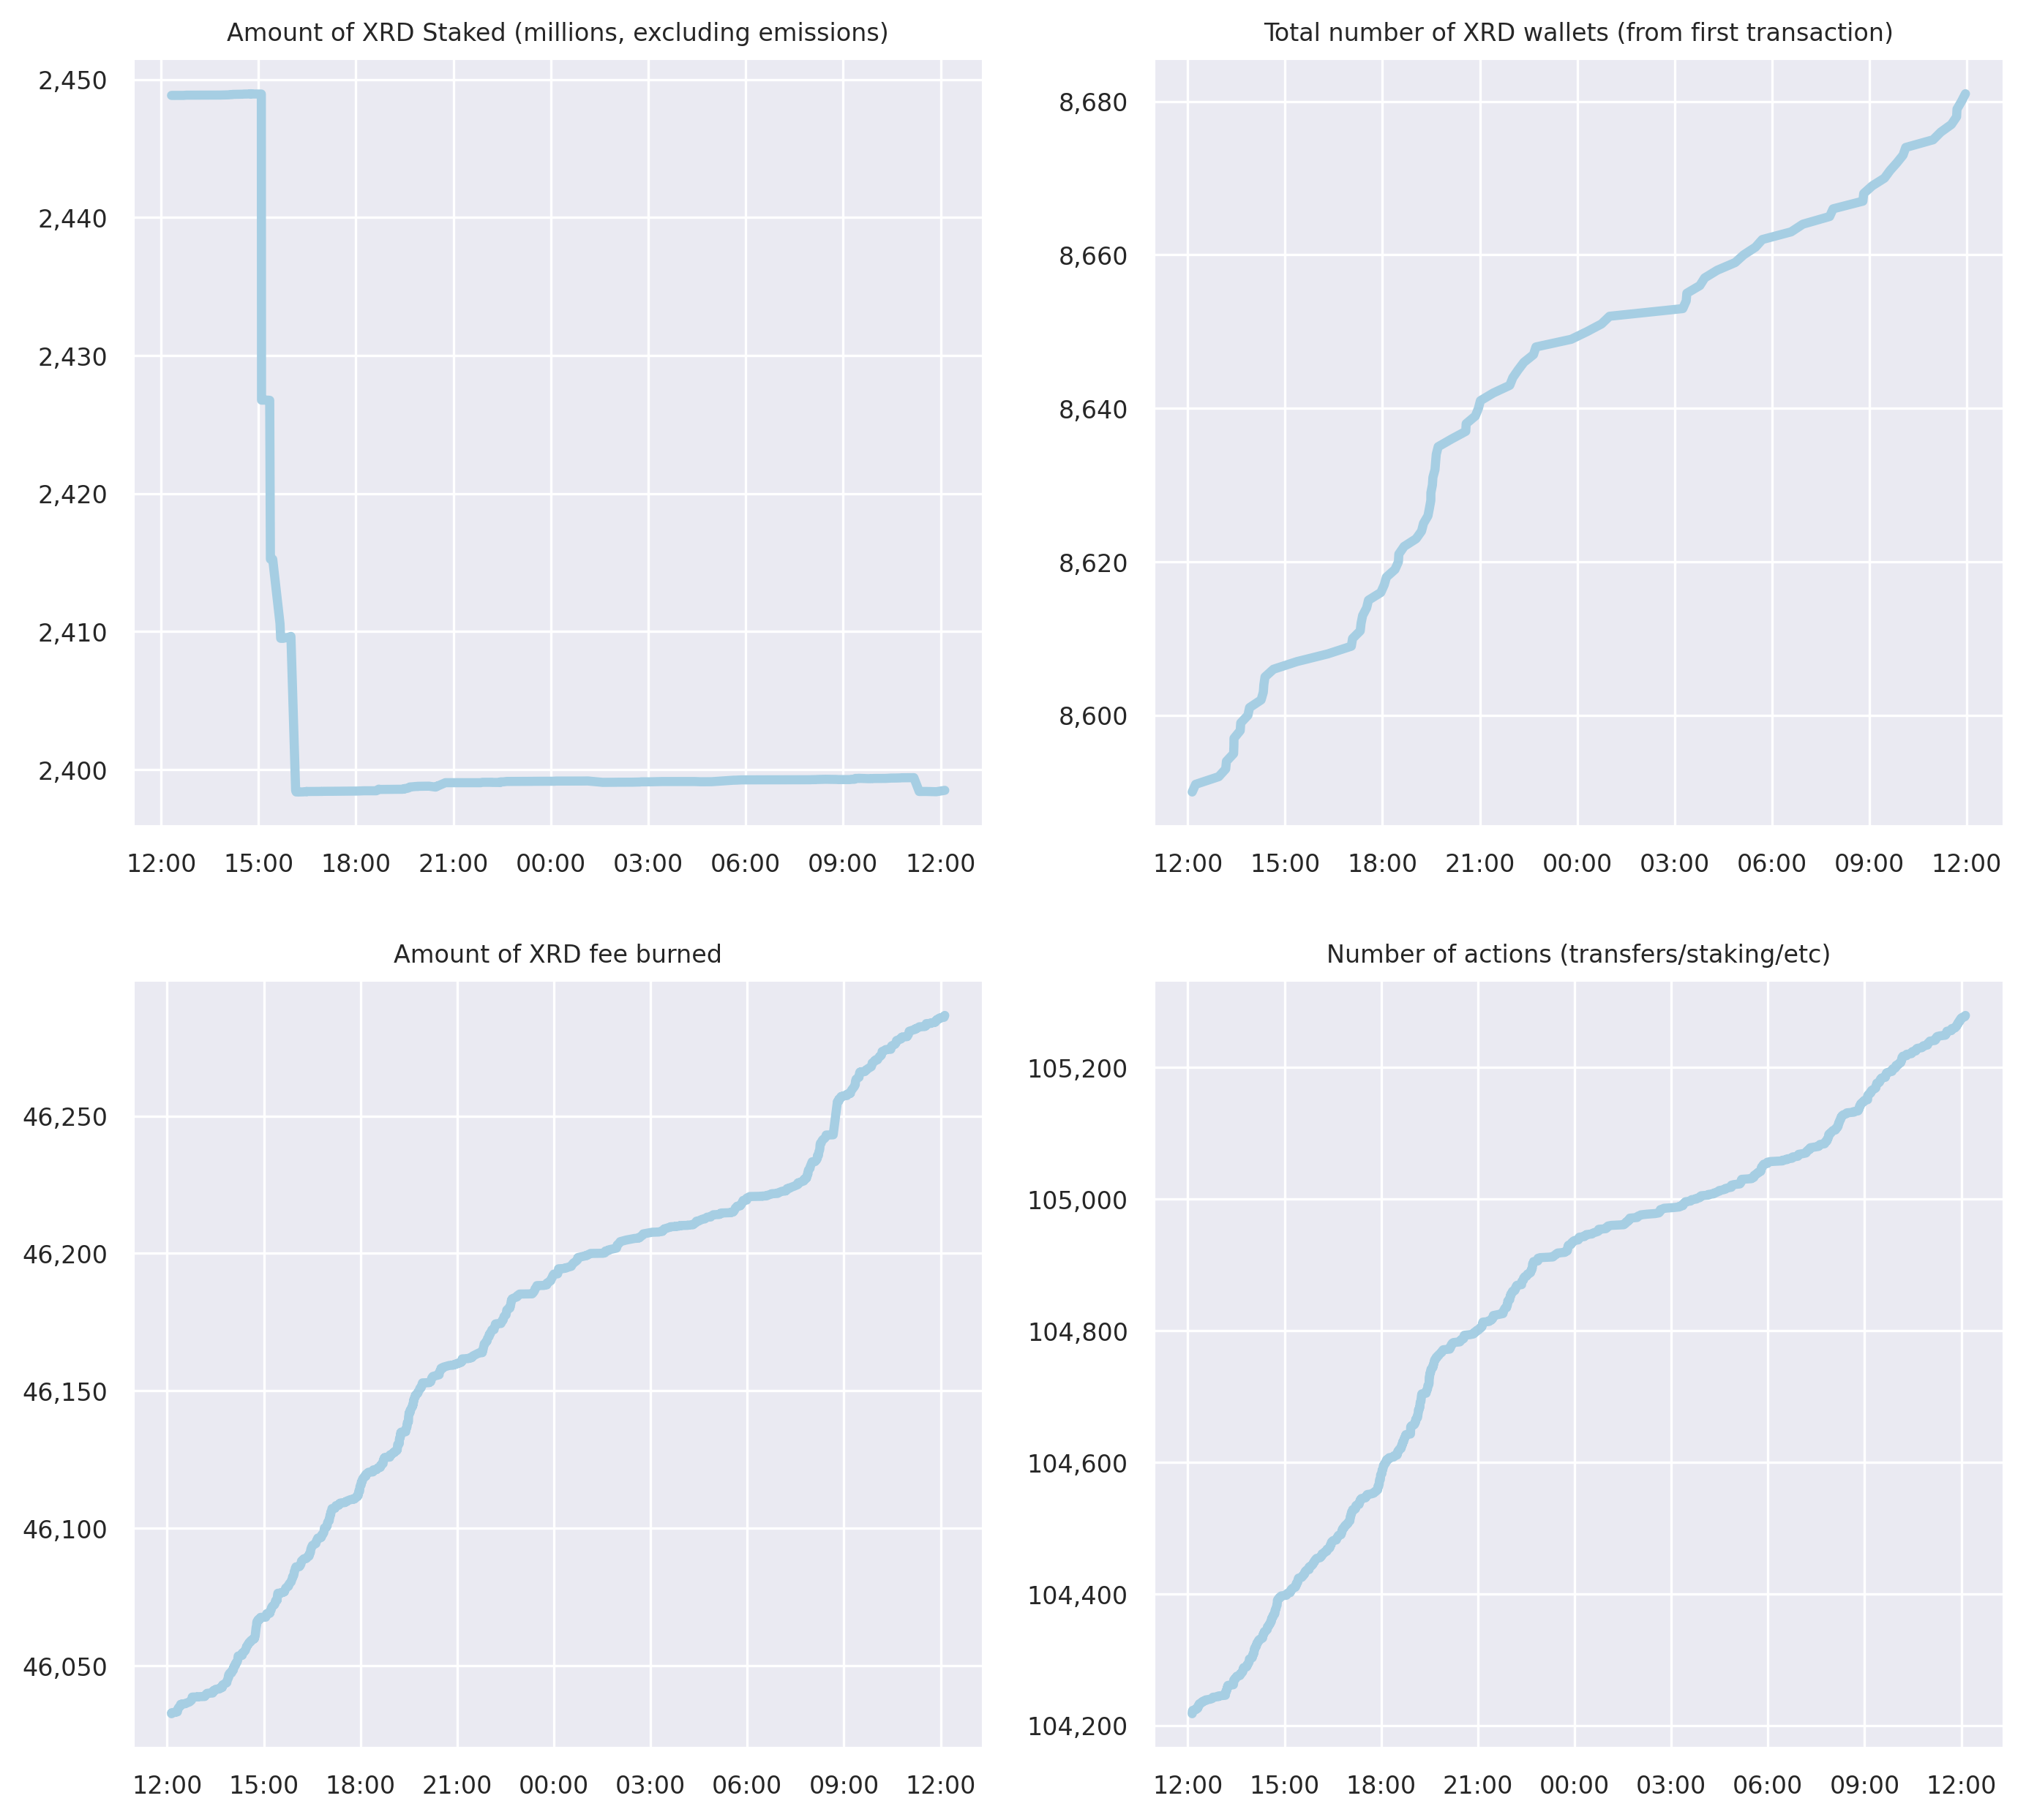 Amount of XRD Staked (millions, excluding emissions)
2,450
2,440
2,430
2,420
2,410
2,400
12:00 15:00 18:00 21:00 00:00 03:00 06:00 09:00 12:00
Total number of XRD wallets (from first transaction)
8,680
8,660
8,640
8,620
8,600
12:00 15:00 18:00 21:00 00:00 03:00 06:00 09:00 12:00
Amount of XRD fee burned
46,250
46,200
46,150
46,100
46,050
12:00 15:00 18:00 21:00 00:00 03:00 06:00 09:00 12:00
Number of actions (transfers/staking/etc)
105,200
105,000
104,800
104,600
104,400
104,200
12:00 15:00 18:00 21:00 00:00 03:00 06:00 09:00 12:00